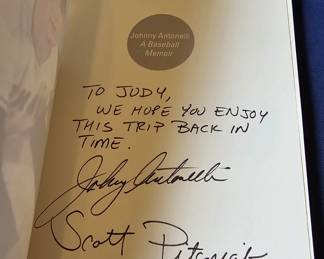 Johnny Antonelli
A Baseball
Memoir
TO JUDY,
WE HOPE YOU ENJOY
THIS TRIP BACK IN
TIME.
Johnny Antonelli
Scott